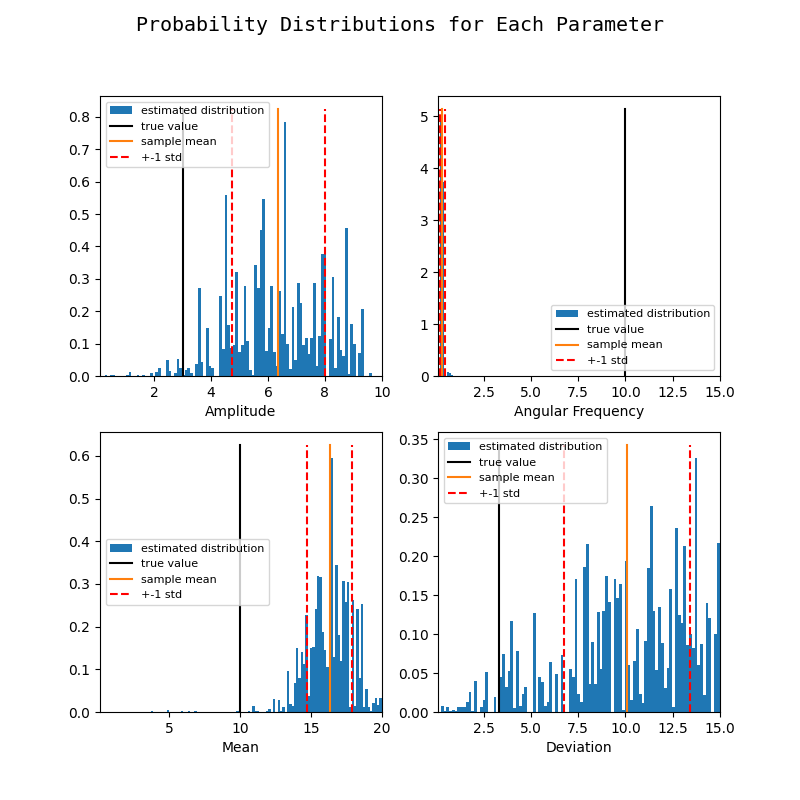 Probability Distributions for Each Parameter
0.8
0.7
0.6
0.5
0.4
0.3
0.2
0.1
0.0
estimated distribution
true value
sample mean
+-1 std
2 4 6 8 10
Amplitude
5
4
3
2
1
0
estimated distribution
true value
sample mean
+-1 std
2.5 5.0 7.5 10.0 12.5 15.0
Angular Frequency
0.6
0.5
0.4
0.3
0.2
0.1
0.0
estimated distribution
true value
sample mean
+-1 std
5 10 15 20
Mean
0.35
0.30
0.25
0.20
0.15
0.10
0.05
0.00
estimated distribution
true value
sample mean
+-1 std
2.5 5.0 7.5 10.0 12.5 15.0
Deviation